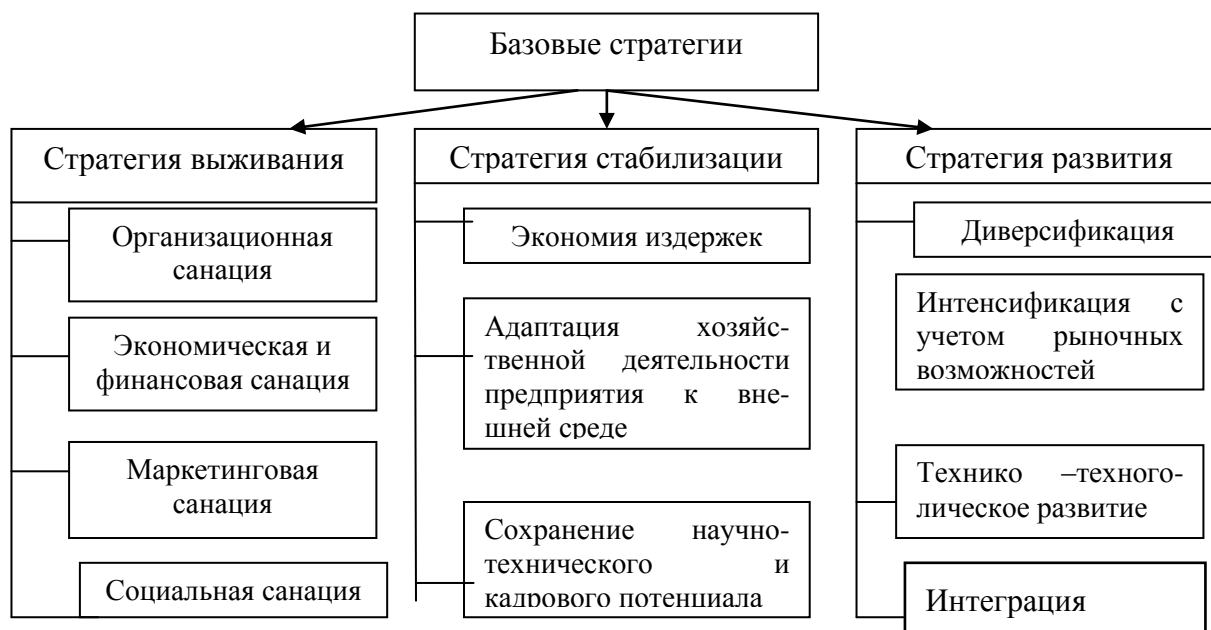 Базовые стратегии
Стратегия выживания
Организационная
санация
Экономическая и
финансовая санация
Маркетинговая
санация
Социальная санация
Стратегия стабилизации
Экономия издержек
Адаптация хозяйс-
твенной деятельности
предприятия к вне-
шней среде
Сохранение научно-
технического и
кадрового потенциала
Стратегия развития
Диверсификация
Интенсификация с
учетом рыночных
возможностей
Технико –техного-
лическое развитие
Интеграция